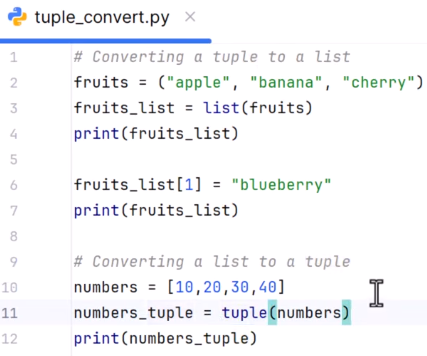 tuple_convert.py
1 # Converting a tuple to a list
2 fruits = ("apple", "banana", "cherry")
3 fruits_list = list(fruits)
4 print(fruits_list)
5
6 fruits_list[1] = "blueberry"
7 print(fruits_list)
8
9 # Converting a list to a tuple
10 numbers = [10,20,30,40]
11 numbers_tuple = tuple(numbers)
12 print(numbers_tuple)